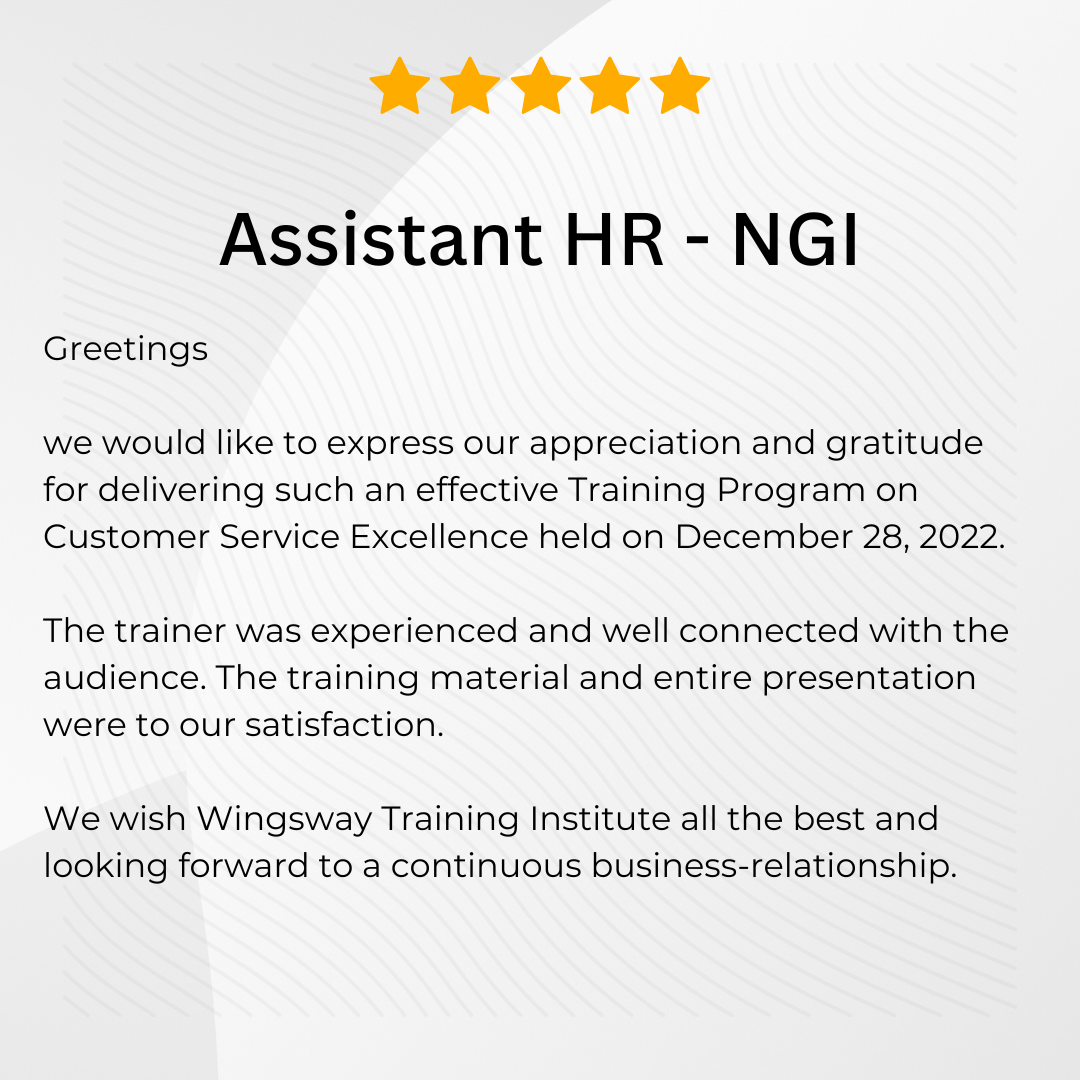 Assistant HR - NGI
Greetings
we would like to express our appreciation and gratitude
for delivering such an effective Training Program on
Customer Service Excellence held on December 28, 2022.
The trainer was experienced and well connected with the
audience. The training material and entire presentation
were to our satisfaction.
We wish Wingsway Training Institute all the best and
looking forward to a continuous business-relationship.